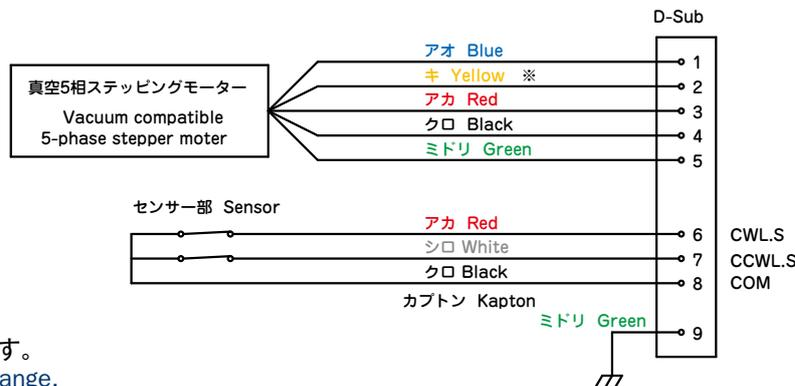 D-Sub
アオ Blue 1
キ Yellow ※ 2
真空5相ステッピングモーター
Vacuum compatible
5-phase stepper moter
アカ Red 3
クロ Black 4
ミドリ Green 5
センサー部 Sensor
アカ Red 6 CWL.S
シロ White 7 CCWL.S
クロ Black 8 COM
カプトン Kapton
ミドリ Green 9
す。
ange.